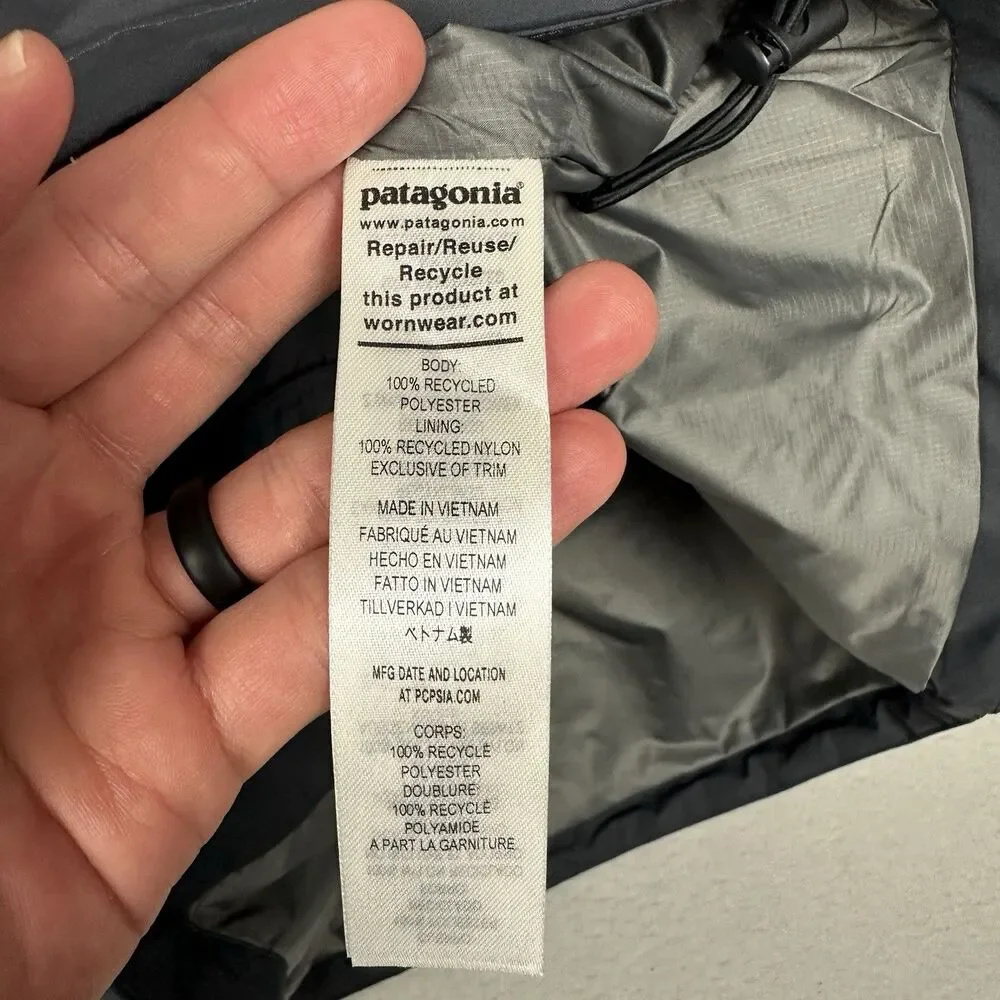 patagonia®
www.patagonia.com
Repair/Reuse/
Recycle
this product at
wornwear.com
BODY:
100% RECYCLED
POLYESTER
LINING:
100% RECYCLED NYLON
EXCLUSIVE OF TRIM
MADE IN VIETNAM
FABRIQUÉ AU VIETNAM
HECHO EN VIETNAM
FATTO IN VIETNAM
TILLVERKAD I VIETNAM
ベトナム製
MFG DATE AND LOCATION
AT PCPSIA.COM
CORPS:
100% RECYCLÉ
POLYESTER
DOUBLURE:
100% RECYCLÉ
POLYAMIDE
A PART LA GARNITURE